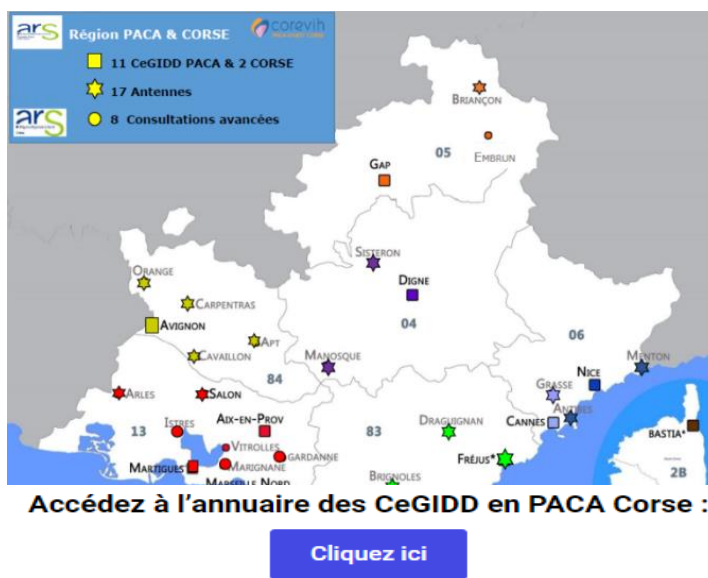 ars
Région PACA & CORSE
corevih
11 CeGIDD PACA & 2 CORSE
17 Antennes
ars
8 Consultations avancées
BRIANÇON
05
EMBRUN
GAP
SISTERON
ORANGE
DIGNE
CARPENTRAS
AVIGNON
04
06
APT
CAVAILLON
MANOSQUE
MENTON
84
NICE
GRASSE
ARLES
SALON
ISTRES
AIX-EN-PROV
13
83
DRAGUIGNAN
CANNES
ANTIBES
BASTIA*
VITROLLES
GARDANNE
FRÉJUS*
MARTIGUES
MARIGNANE
2B
BRIGNOLES
MARSEILLE NORD
Accédez à l'annuaire des CeGIDD en PACA Corse :
Cliquez ici